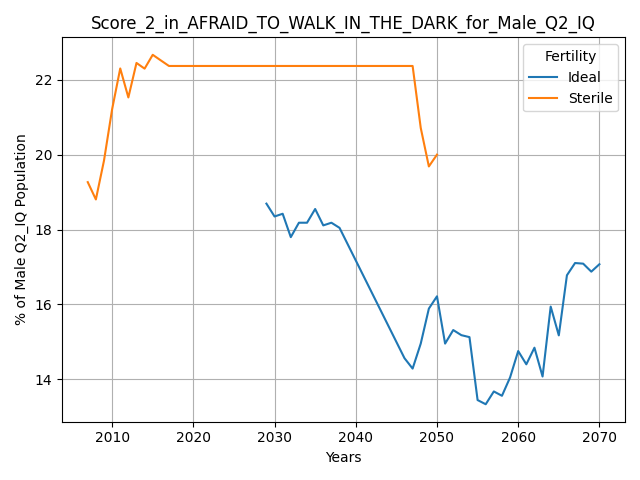 Score_2_in_AFRAID_TO_WALK_IN_THE_DARK_for_Male_Q2_IQ
Fertility
Ideal
Sterile
% of Male Q2_IQ Population
22
20
18
16
14
2010 2020 2030 2040 2050 2060 2070
Years